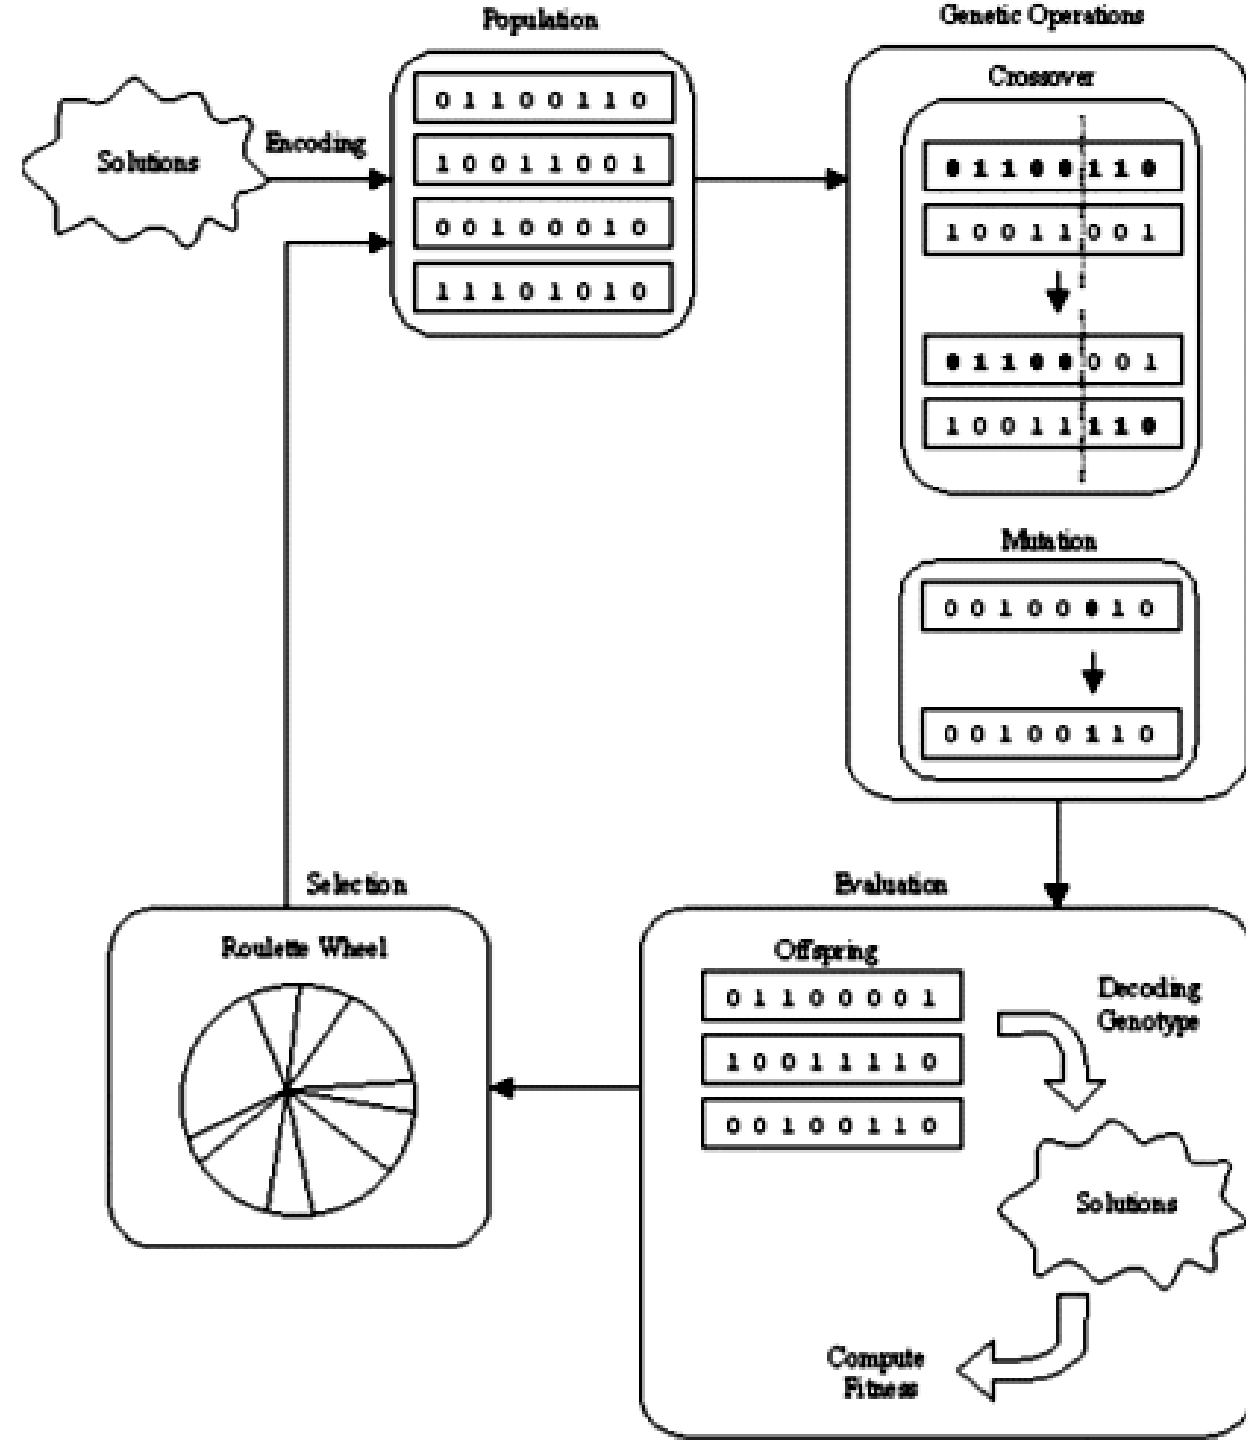 Population
0 1 1 0 0 1 1 0
1 0 0 1 1 0 0 1
0 0 1 0 0 0 1 0
1 1 1 0 1 0 1 0
Solutions
Encoding
Genetic Operations
Crossover
0 1 1 0 0 1 1 0
1 0 0 1 1 0 0 1
0 1 1 0 0 0 0 1
1 0 0 1 1 1 1 0
Mutation
0 0 1 0 0 0 1 0
0 0 1 0 0 1 1 0
Evaluation
Offspring
0 1 1 0 0 0 0 1
1 0 0 1 1 1 1 0
0 0 1 0 0 1 1 0
Decoding
Genotype
Solutions
Compute
Fitness
Selection
Roulette Wheel